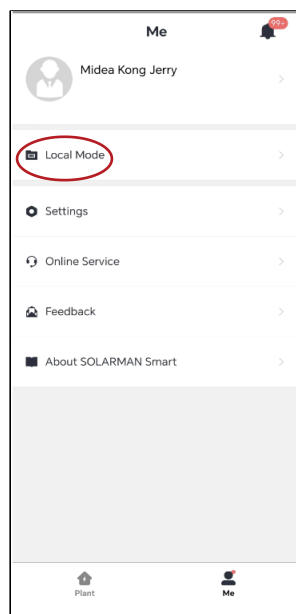 Me
99+
Midea Kong Jerry
Local Mode
Settings
Online Service
Feedback
About SOLARMAN Smart
Plant
Me